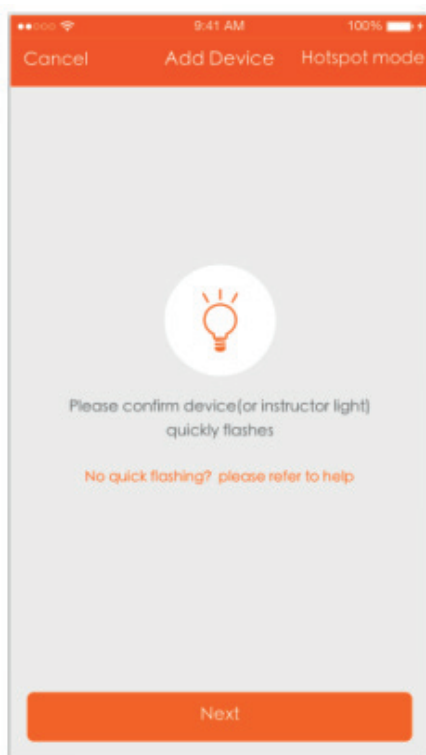 9:41 AM 100%
Cancel Add Device Hotspot mode
Please confirm device(or instructor light)
quickly flashes
No quick flashing? please refer to help
Next